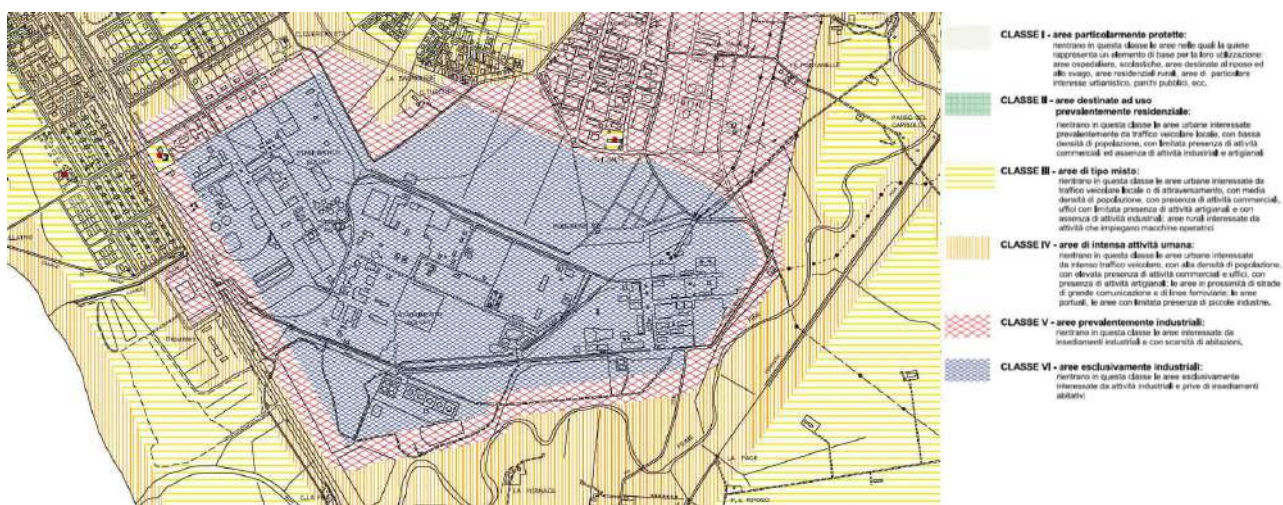 LA PACE
LA FORNACE
CLASSE I - aree particolarmente protette:
rientrano in questa classe le aree nelle quali la quiete
rappresenta un elemento di base per la loro utilizzazione:
aree ospedaliere, scolastiche, aree destinate al riposo ed
allo svago, aree residenziali rurali, aree di particolare
interesse urbanistico, parchi pubblici, ecc.
CLASSE II - aree destinate ad uso
prevalentemente residenziale:
rientrano in questa classe le aree urbane interessate
prevalentemente da traffico veicolare locale, con bassa
densità di popolazione, con limitata presenza di attività
commerciali ed assenza di attività industriali e artigianali
CLASSE III - aree di tipo misto:
rientrano in questa classe le aree urbane interessate da
traffico veicolare locale o di attraversamento, con media
densità di popolazione, con presenza di attività commerciali,
uffici con limitata presenza di attività artigianali e con
assenza di attività industriali; aree rurali interessate da
attività che impiegano macchine operatrici
CLASSE IV - aree di intensa attività umana:
rientrano in questa classe le aree urbane interessate
da intenso traffico veicolare, con alta densità di popolazione,
con elevata presenza di attività commerciali e uffici, con
presenza di attività artigianali; le aree in prossimità di strade
di grande comunicazione e di linee ferroviarie; le aree
portuali, le aree con limitata presenza di piccole industrie.
CLASSE V - aree prevalentemente industriali:
rientrano in questa classe le aree interessate da
insediamenti industriali e con scarsità di abitazioni.
CLASSE VI - aree esclusivamente industriali:
rientrano in questa classe le aree esclusivamente
interessate da attività industriali e prive di insediamenti
abitativi